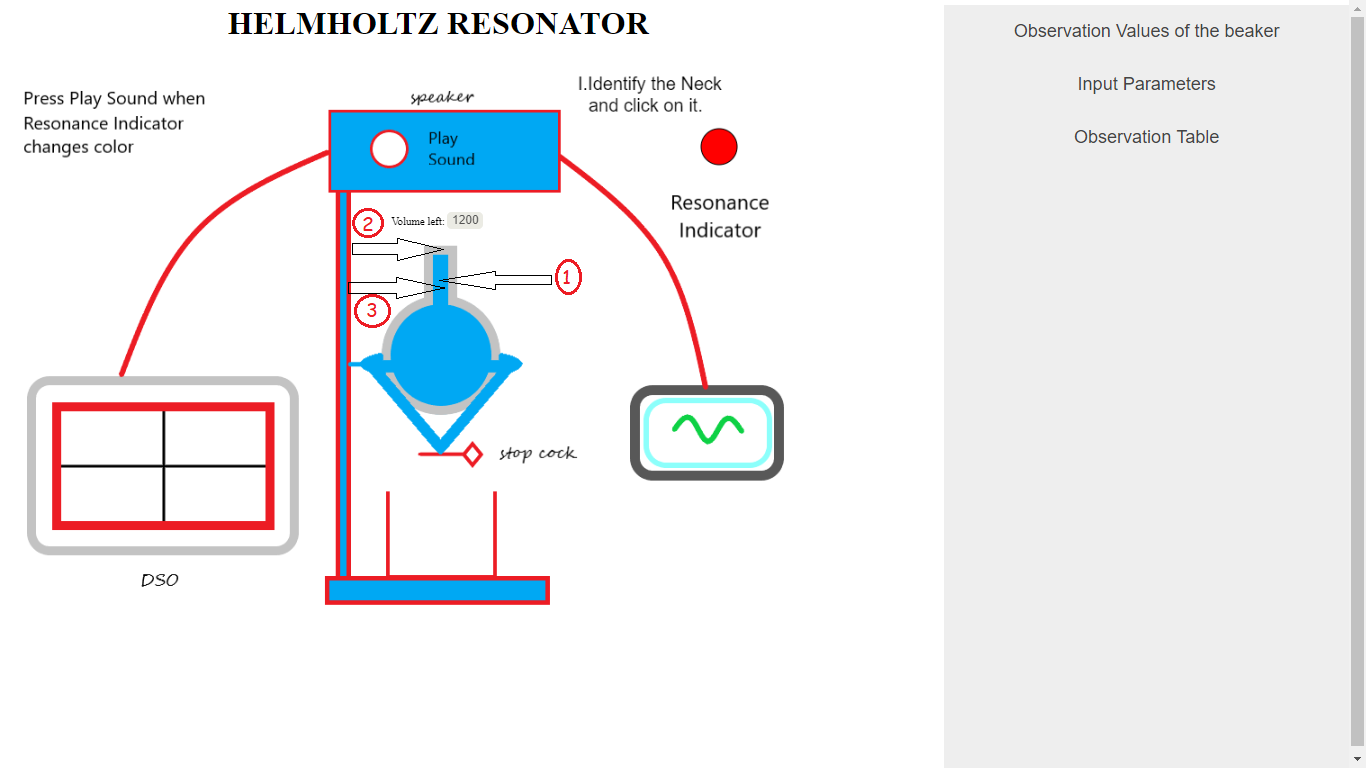 HELMHOLTZ RESONATOR
Observation Values of the beaker
Input Parameters
Observation Table
Press Play Sound when
Resonance Indicator
changes color
speaker
Play
Sound
I.Identify the Neck
and click on it.
Resonance
Indicator
2
Volume left: 1200
1
3
stop cock
DSO